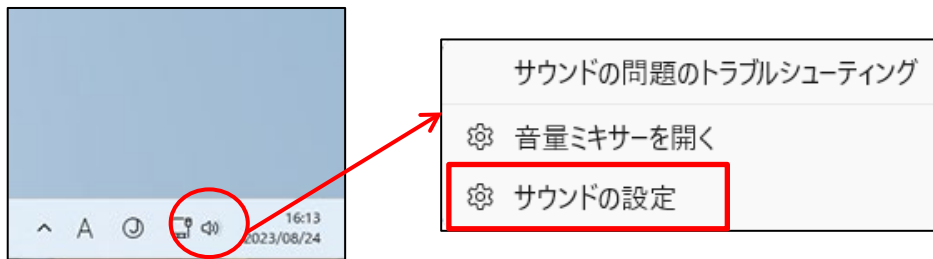 サウンドの問題のトラブルシューティング
音量ミキサーを開く
サウンドの設定
A
16:13
2023/08/24